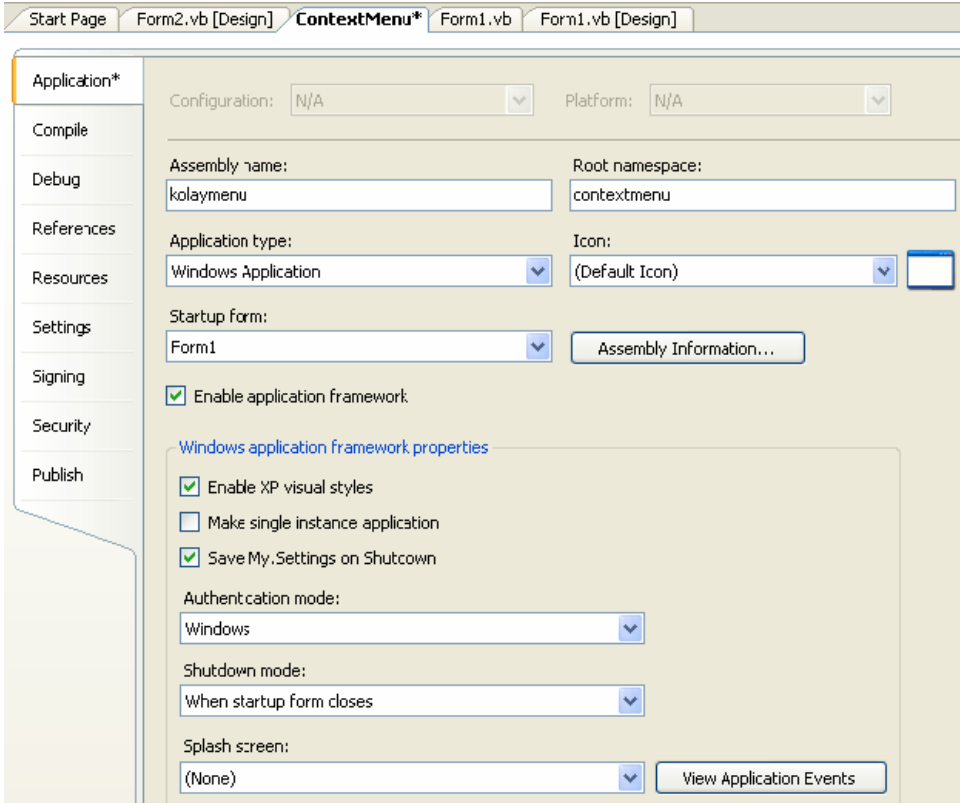 Start Page Form2.vb [Design] ContextMenu* Form1.vb Form1.vb [Design]
Application*
Compile
Debug
References
Resources
Settings
Signing
Security
Publish
Configuration: N/A Platform: N/A
Assembly name: Root namespace:
kolaymenu contextmenu
Application type: Icon:
Windows Application (Default Icon)
Startup form:
Form1 Assembly Information...
Enable application framework
Windows application framework properties
Enable XP visual styles
Make single instance application
Save My.Settings on Shutdown
Authentication mode:
Windows
Shutdown mode:
When startup form closes
Splash screen:
(None) View Application Events